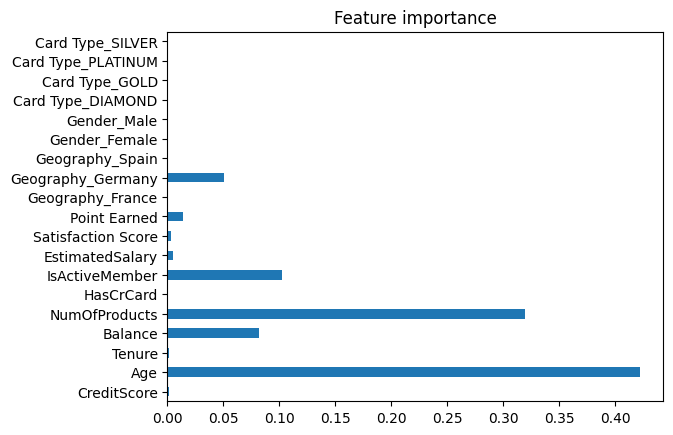 Feature importance
Card Type_SILVER
Card Type_PLATINUM
Card Type_GOLD
Card Type_DIAMOND
Gender_Male
Gender_Female
Geography_Spain
Geography_Germany
Geography_France
Point Earned
Satisfaction Score
EstimatedSalary
IsActiveMember
HasCrCard
NumOfProducts
Balance
Tenure
Age
CreditScore
0.00 0.05 0.10 0.15 0.20 0.25 0.30 0.35 0.40